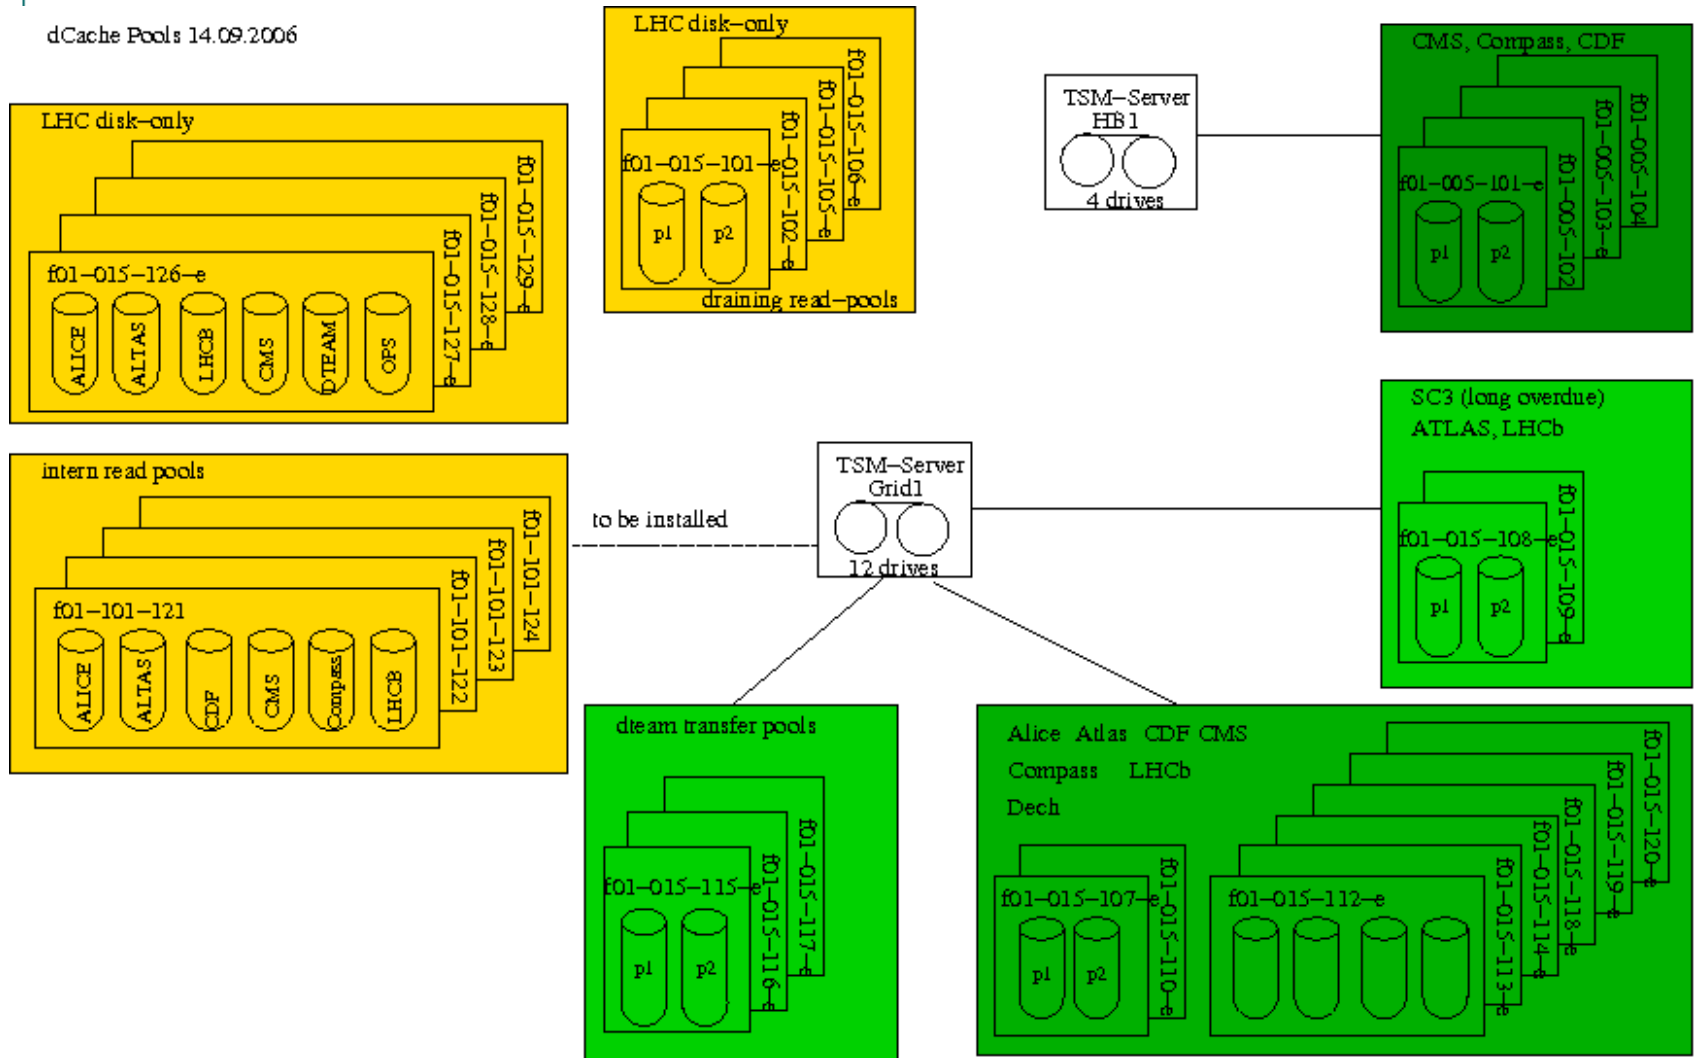 dCache Pools 14.09.2006
LHC disk-only
f01-015-106-e
f01-015-105-e
f01-015-102-e
f01-015-101-e
p1
p2
draining read-pools
TSM-Server
HB1
4 drives
CMS, Compass, CDF
f01-005-104
f01-005-103-e
f01-005-102
f01-005-101-e
p1
p2
LHC disk-only
f01-015-129-e
f01-015-128-e
f01-015-127-e
f01-015-126-e
ALICE
ALTAS
LHCB
CMS
DTEAM
OPS
SC3 (long overdue)
ATLAS, LHCb
f01-015-109-e
f01-015-108-e
p1
p2
intern read pools
f01-101-124
f01-101-123
f01-101-122
f01-101-121
ALICE
ALTAS
CDF
CMS
Compass
LHCB
to be installed
TSM-Server
Grid1
12 drives
dteam transfer pools
f01-015-117-e
f01-015-116-e
f01-015-115-e
p1
p2
Alice Atlas CDF CMS
Compass LHCb
Dech
f01-015-110-e
f01-015-107-e
p1
p2
f01-015-120-e
f01-015-119-e
f01-015-118-e
f01-015-114-e
f01-015-113-e
f01-015-112-e